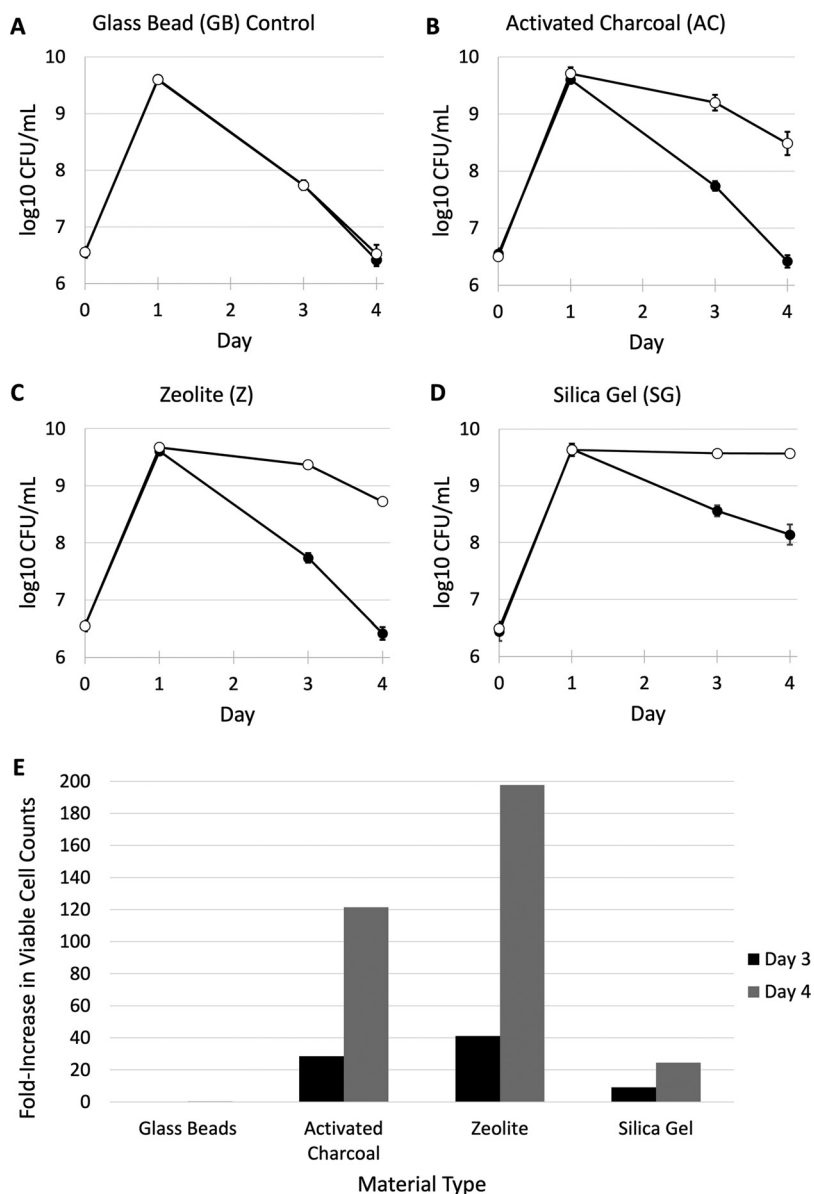 A Glass Bead (GB) Control
log10 CFU/mL
10
9
8
7
6
0 1 2 3 4
Day
B Activated Charcoal (AC)
log10 CFU/mL
10
9
8
7
6
0 1 2 3 4
Day
C Zeolite (Z)
log10 CFU/mL
10
9
8
7
6
0 1 2 3 4
Day
D Silica Gel (SG)
log10 CFU/mL
10
9
8
7
6
0 1 2 3 4
Day
E
Fold-Increase in Viable Cell Counts
200
180
160
140
120
100
80
60
40
20
0
Glass Beads Activated Zeolite Silica Gel
Charcoal
Material Type
Day 3
Day 4